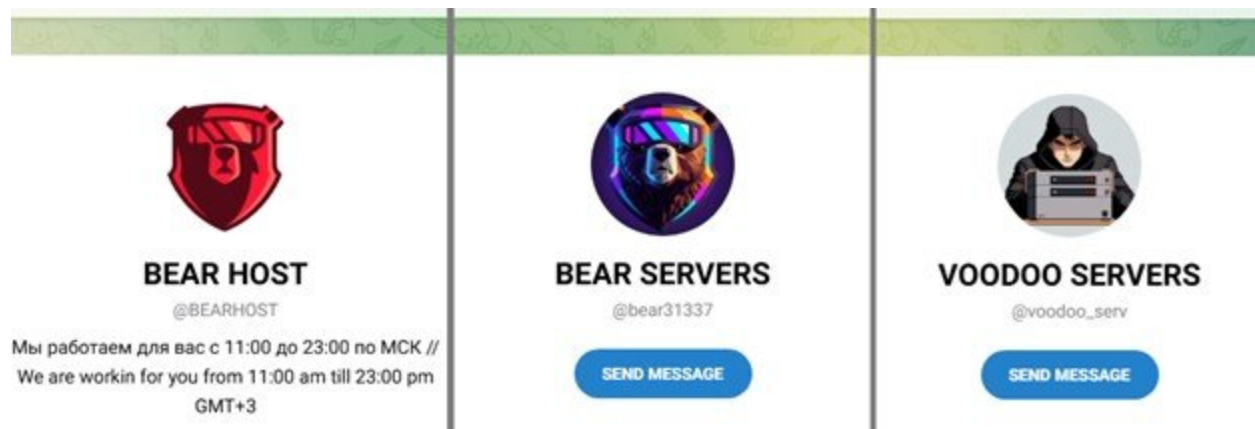 BEAR HOST
@BEARHOST
Мы работаем для вас с 11:00 до 23:00 по МСК //
We are workin for you from 11:00 am till 23:00 pm
GMT+3
BEAR SERVERS
@bear31337
SEND MESSAGE
VOODOO SERVERS
@voodoo_serv
SEND MESSAGE